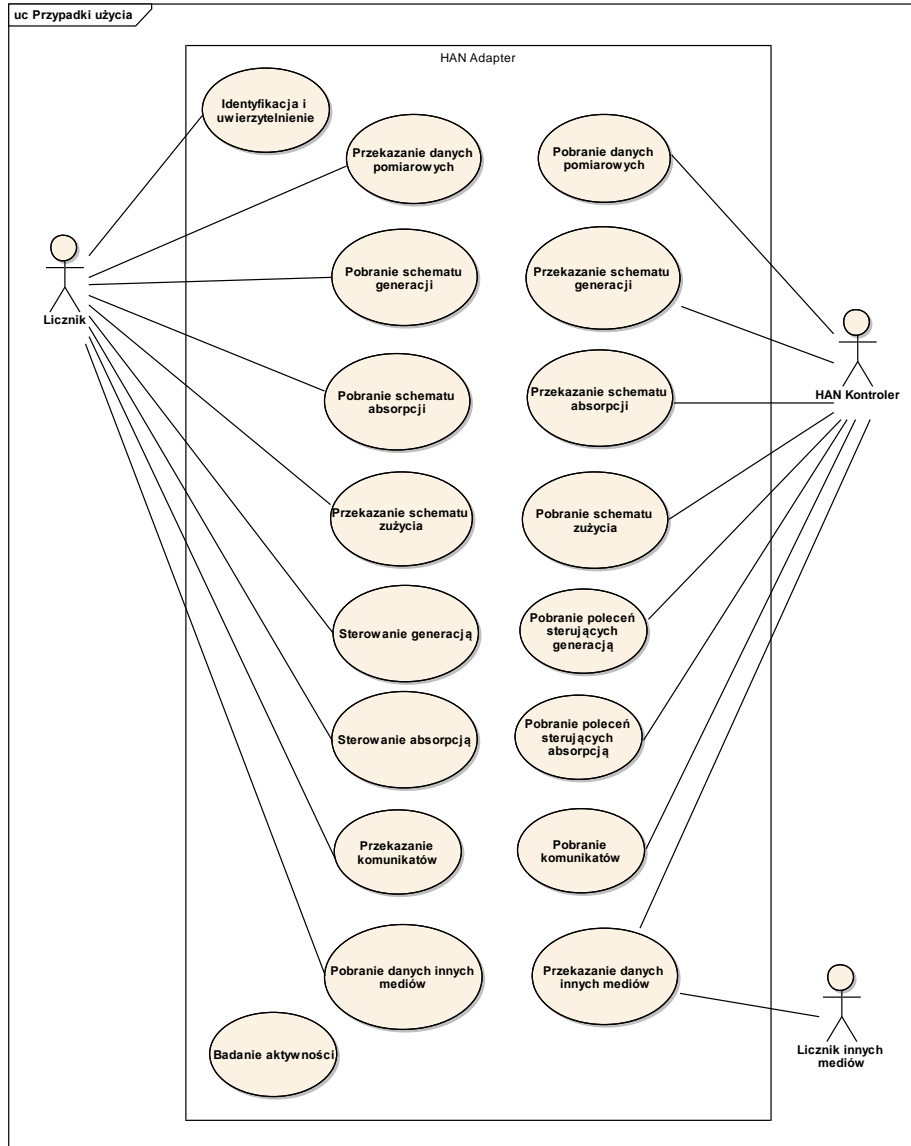 uc Przypadki użycia
HAN Adapter
Identyfikacja i
uwierzytelnienie
Przekazanie danych
pomiarowych
Pobranie danych
pomiarowych
Pobranie schematu
generacji
Przekazanie schematu
generacji
Licznik
HAN Kontroler
Pobranie schematu
absorpcji
Przekazanie schematu
absorpcji
Przekazanie schematu
zużycia
Pobranie schematu
zużycia
Sterowanie generacją
Pobranie poleceń
sterujących
generacją
Sterowanie absorpcją
Pobranie poleceń
sterujących
absorpcją
Przekazanie
komunikatów
Pobranie
komunikatów
Pobranie danych innych
mediów
Przekazanie danych
innych mediów
Licznik innych
mediów
Badanie aktywności